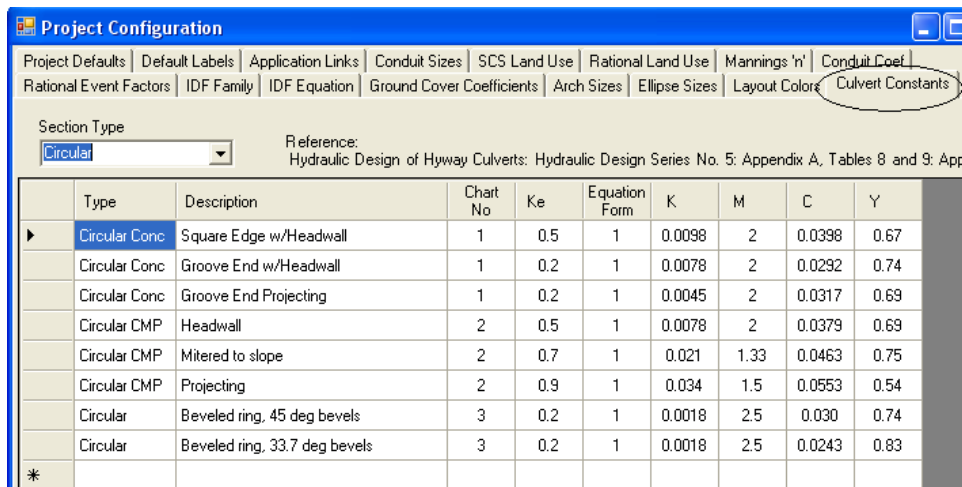 Project Configuration
Project Defaults Default Labels Application Links Conduit Sizes SCS Land Use Rational Land Use Mannings 'n' Conduit Coef
Rational Event Factors IDF Family IDF Equation Ground Cover Coefficients Arch Sizes Ellipse Sizes Layout Colors Culvert Constants
Section Type
Circular
Reference:
Hydraulic Design of Hyway Culverts: Hydraulic Design Series No. 5: Appendix A, Tables 8 and 9: App
Type Description Chart No Ke Equation Form K M C Y
Circular Conc Square Edge w/Headwall 1 0.5 1 0.0098 2 0.0398 0.67
Circular Conc Groove End w/Headwall 1 0.2 1 0.0078 2 0.0292 0.74
Circular Conc Groove End Projecting 1 0.2 1 0.0045 2 0.0317 0.69
Circular CMP Headwall 2 0.5 1 0.0078 2 0.0379 0.69
Circular CMP Mitered to slope 2 0.7 1 0.021 1.33 0.0463 0.75
Circular CMP Projecting 2 0.9 1 0.034 1.5 0.0553 0.54
Circular Beveled ring, 45 deg bevels 3 0.2 1 0.0018 2.5 0.030 0.74
Circular Beveled ring, 33.7 deg bevels 3 0.2 1 0.0018 2.5 0.0243 0.83